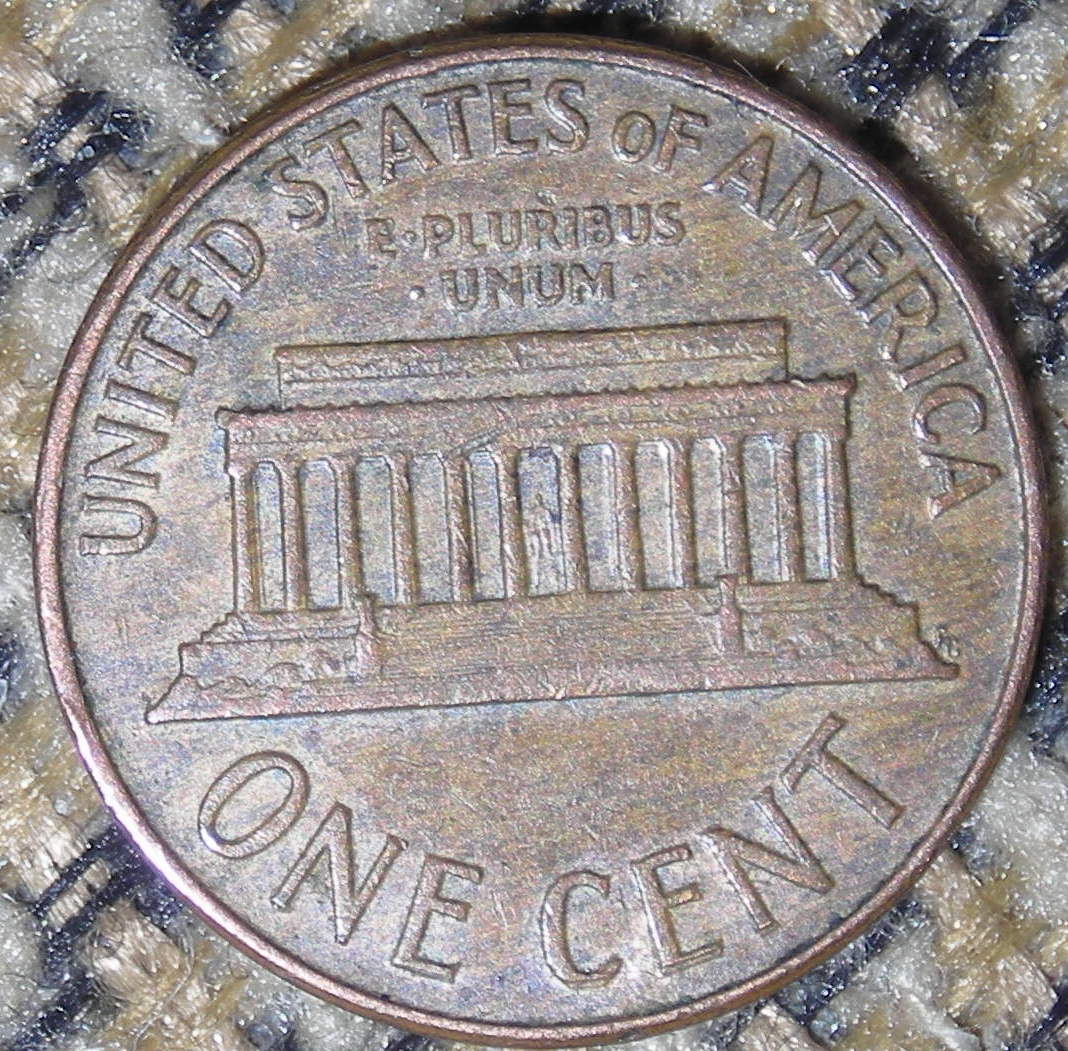 UNITED STATES OF AMERICA
E·PLURIBUS
·UNUM·
ONE CENT